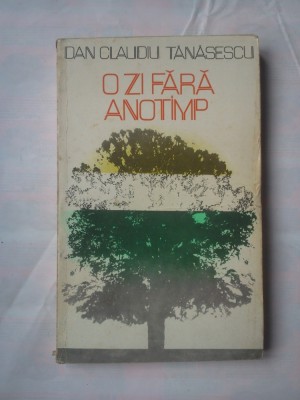 DAN CLAUDIU TĂNĂSESCU
O ZI FĂRĂ
ANOTIMP